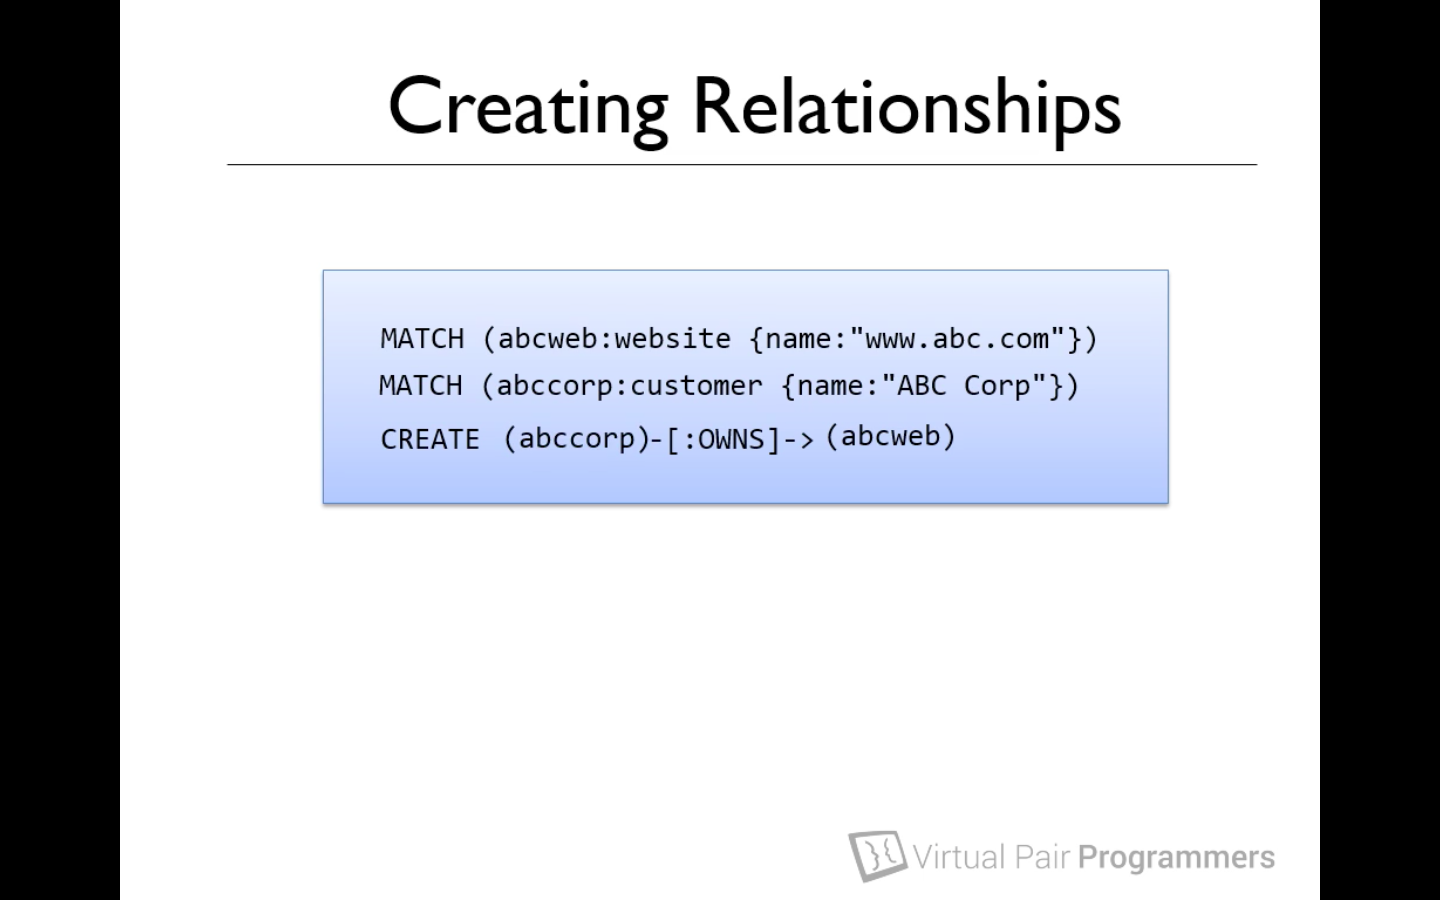 Creating Relationships
MATCH (abcweb:website {name:"www.abc.com"})
MATCH (abccorp:customer {name:"ABC Corp"})
CREATE (abccorp)-[:OWNS]->(abcweb)
Virtual Pair Programmers